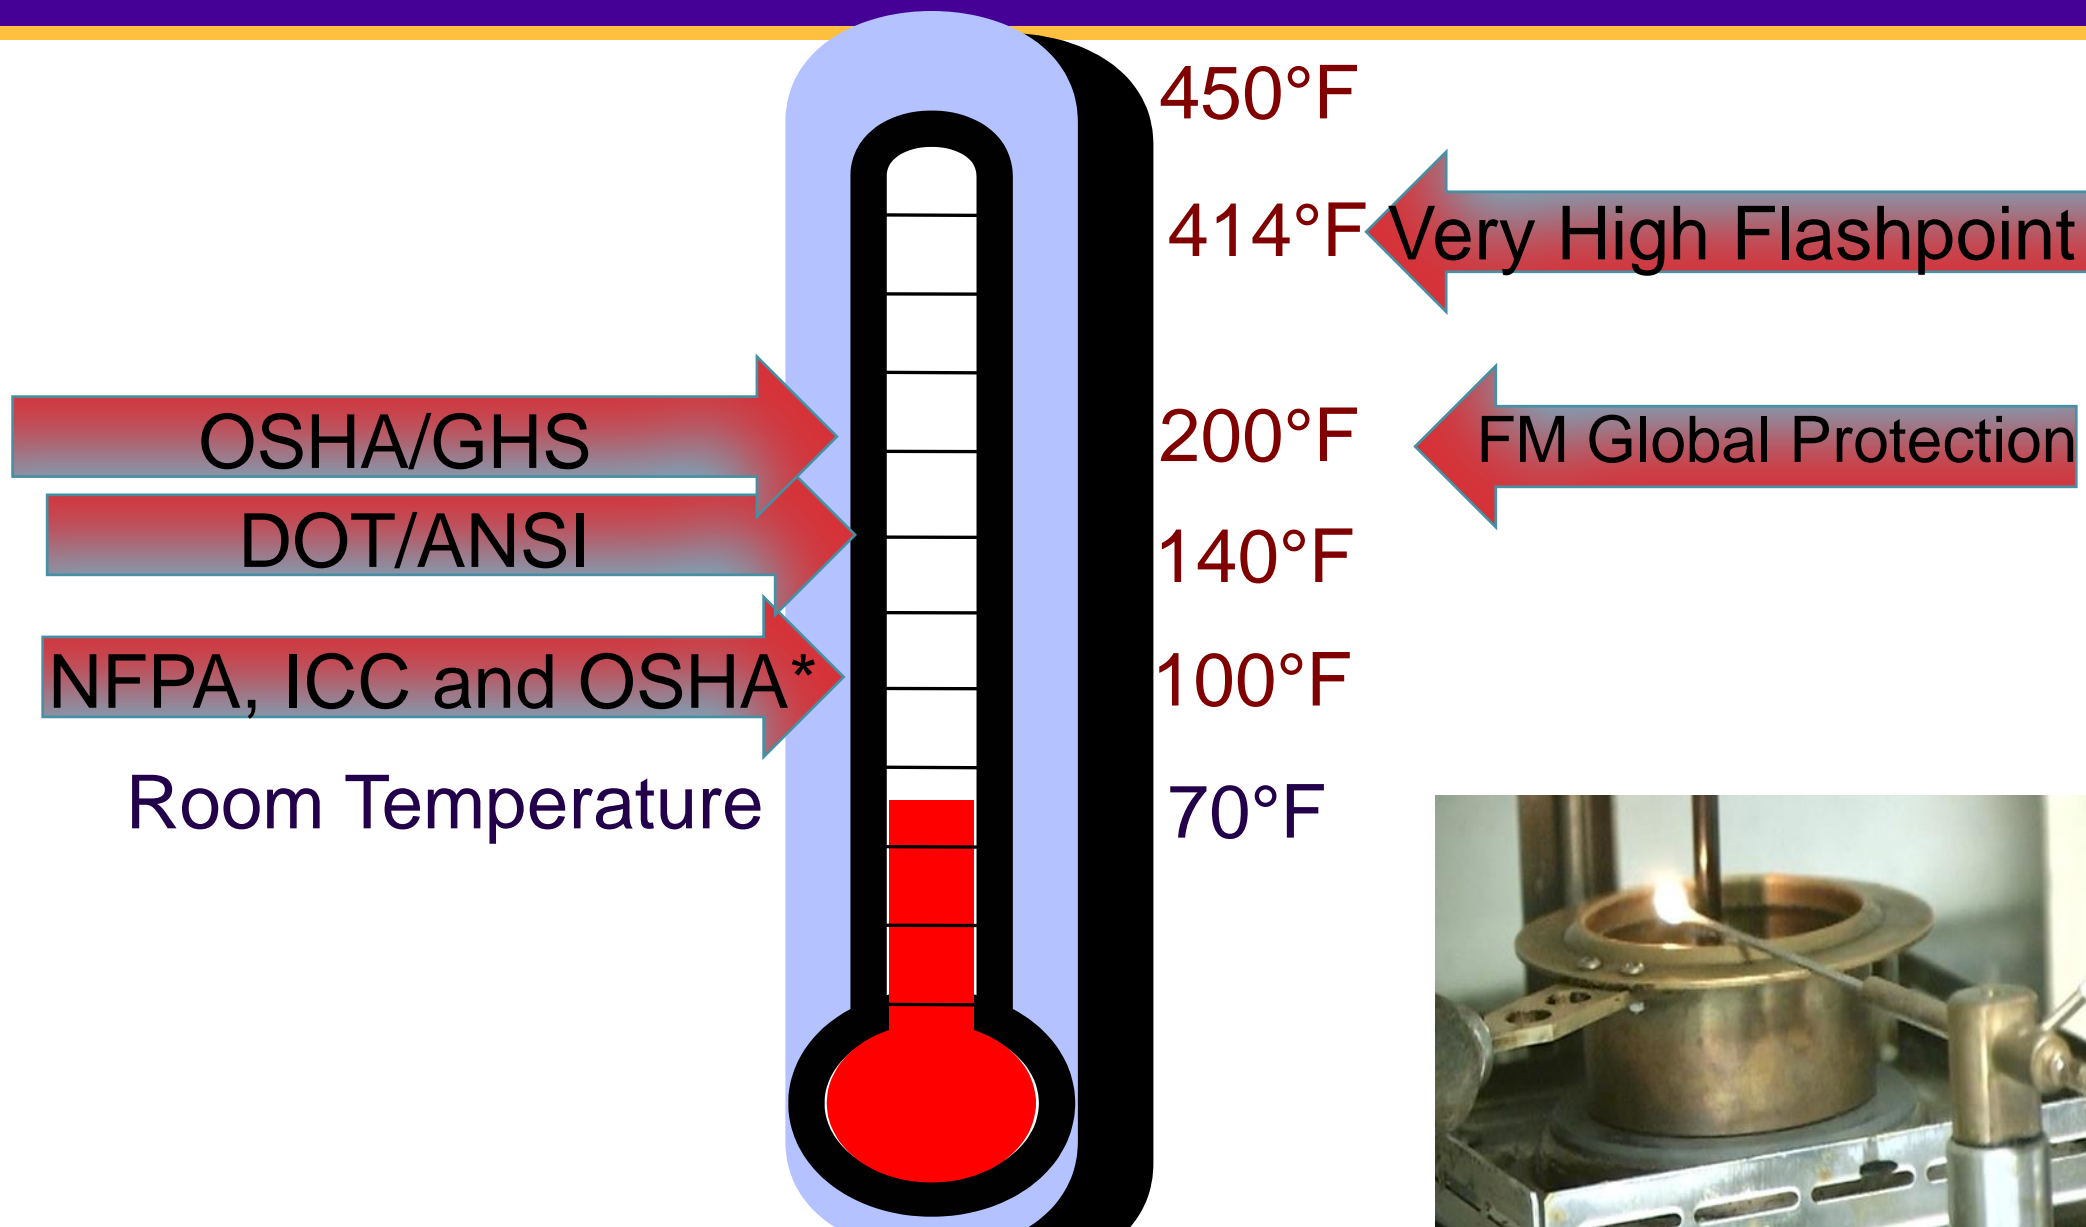 450°F
414°F Very High Flashpoint
OSHA/GHS 200°F FM Global Protection
DOT/ANSI 140°F
NFPA, ICC and OSHA* 100°F
Room Temperature 70°F